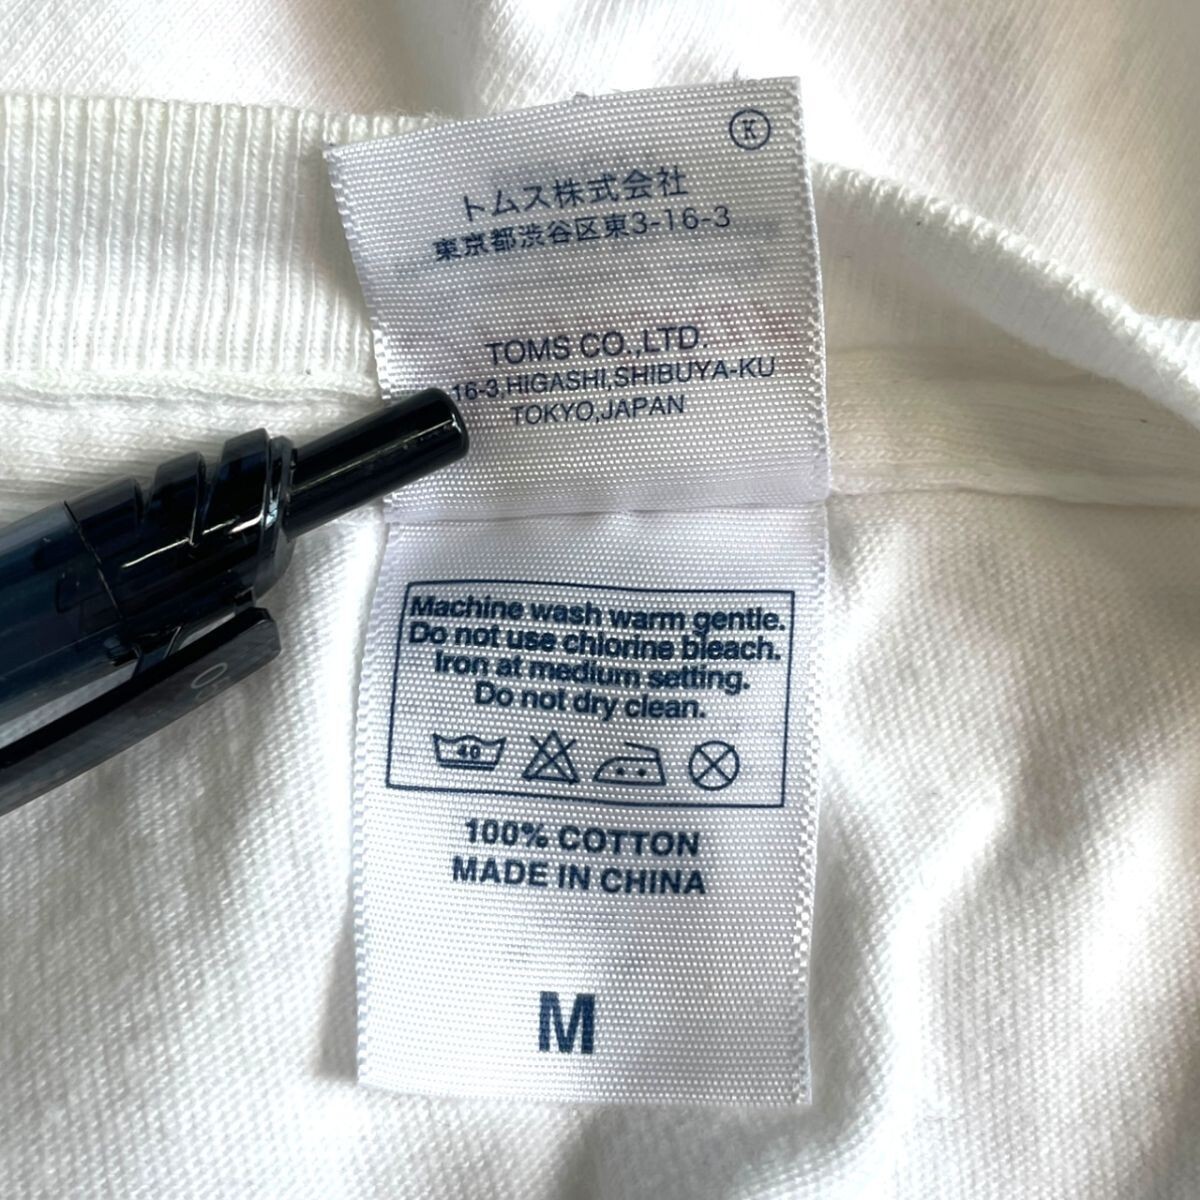 K
トムス株式会社
東京都渋谷区東3-16-3
TOMS CO.,LTD.
16-3,HIGASHI,SHIBUYA-KU
TOKYO,JAPAN
Machine wash warm gentle.
Do not use chlorine bleach.
Iron at medium setting.
Do not dry clean.
40
100% COTTON
MADE IN CHINA
M